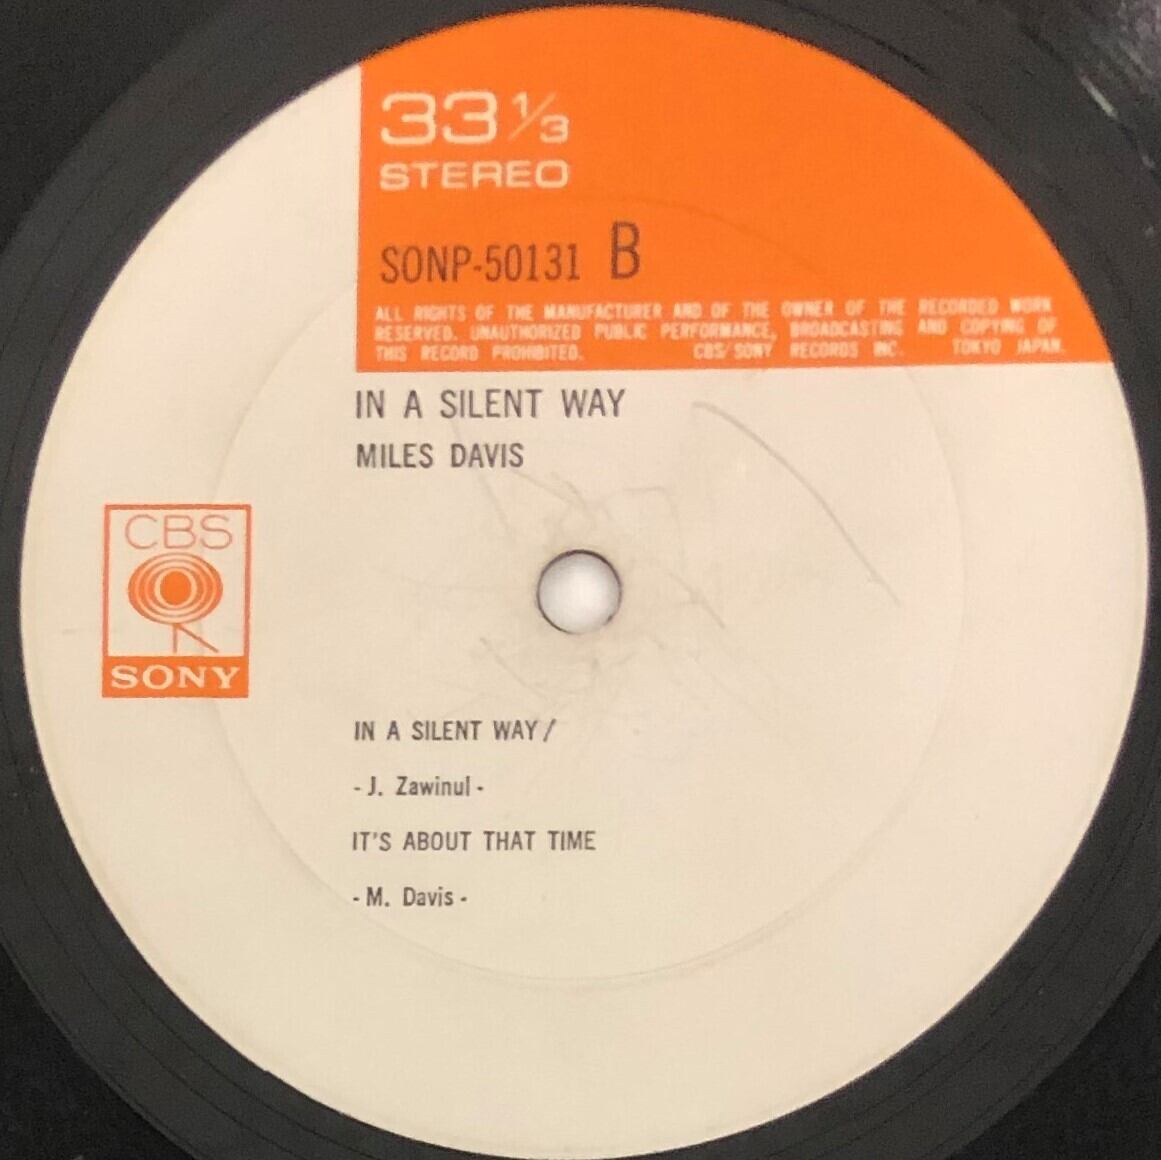 33 1/3
STEREO
SONP-50131 B
ALL RIGHTS OF THE MANUFACTURER AND OF THE OWNER OF THE RECORDED WORK
RESERVED. UNAUTHORIZED PUBLIC PERFORMANCE, BROADCASTING AND COPYING OF
THIS RECORD PROHIBITED. CBS/SONY RECORDS INC. TOKYO JAPAN.
IN A SILENT WAY
MILES DAVIS
CBS
SONY
IN A SILENT WAY/
- J. Zawinul -
IT'S ABOUT THAT TIME
- M. Davis -